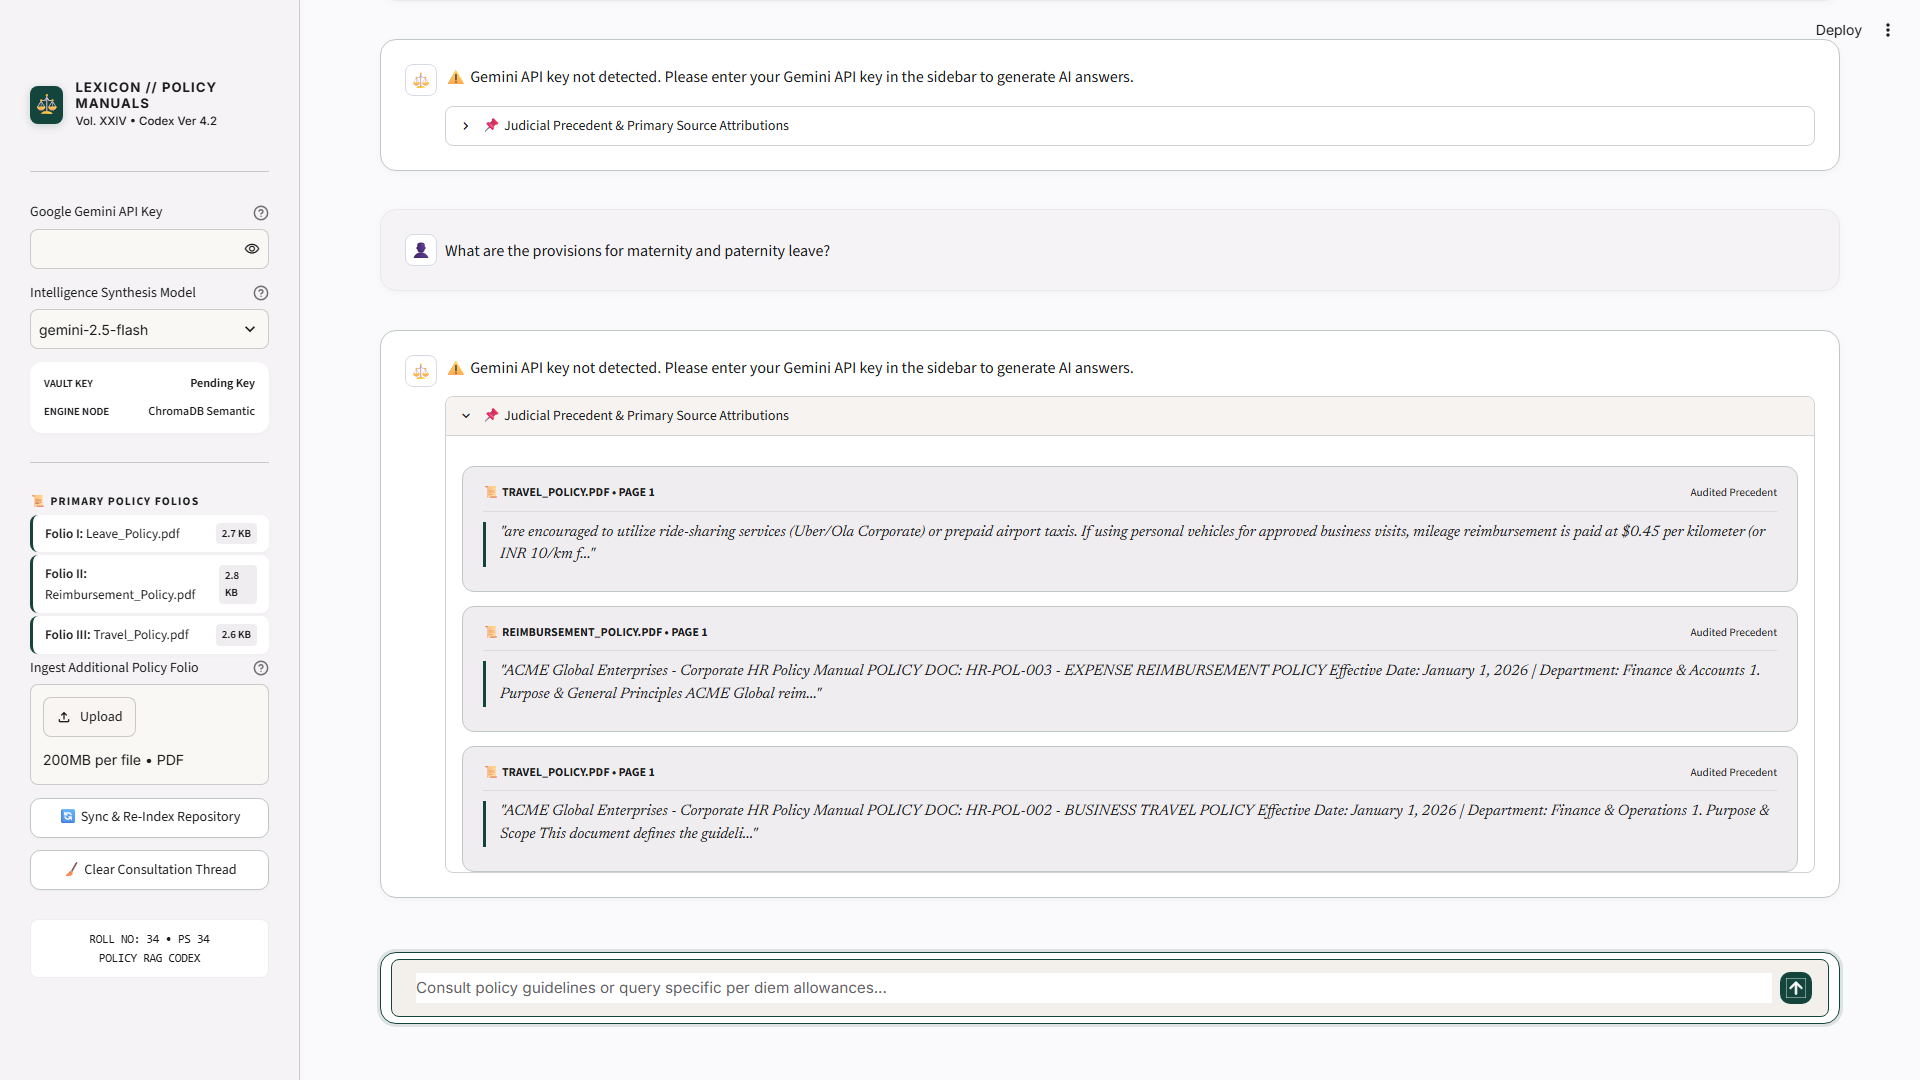 Deploy
LEXICON // POLICY
MANUALS
Vol. XXIV • Codex Ver 4.2
Google Gemini API Key
Intelligence Synthesis Model
gemini-2.5-flash
VAULT KEY Pending Key
ENGINE NODE ChromaDB Semantic
PRIMARY POLICY FOLIOS
Folio I: Leave_Policy.pdf 2.7 KB
Folio II:
Reimbursement_Policy.pdf
2.8
KB
Folio III: Travel_Policy.pdf 2.6 KB
Ingest Additional Policy Folio
Upload
200MB per file • PDF
Sync & Re-Index Repository
Clear Consultation Thread
ROLL NO: 34 • PS 34
POLICY RAG CODEX
Gemini API key not detected. Please enter your Gemini API key in the sidebar to generate AI answers.
Judicial Precedent & Primary Source Attributions
What are the provisions for maternity and paternity leave?
Gemini API key not detected. Please enter your Gemini API key in the sidebar to generate AI answers.
Judicial Precedent & Primary Source Attributions
TRAVEL_POLICY.PDF • PAGE 1 Audited Precedent
"are encouraged to utilize ride-sharing services (Uber/Ola Corporate) or prepaid airport taxis. If using personal vehicles for approved business visits, mileage reimbursement is paid at $0.45 per kilometer (or
INR 10/km f..."
REIMBURSEMENT_POLICY.PDF • PAGE 1 Audited Precedent
"ACME Global Enterprises - Corporate HR Policy Manual POLICY DOC: HR-POL-003 - EXPENSE REIMBURSEMENT POLICY Effective Date: January 1, 2026 | Department: Finance & Accounts 1.
Purpose & General Principles ACME Global reim..."
TRAVEL_POLICY.PDF • PAGE 1 Audited Precedent
"ACME Global Enterprises - Corporate HR Policy Manual POLICY DOC: HR-POL-002 - BUSINESS TRAVEL POLICY Effective Date: January 1, 2026 | Department: Finance & Operations 1. Purpose &
Scope This document defines the guideli..."
Consult policy guidelines or query specific per diem allowances...